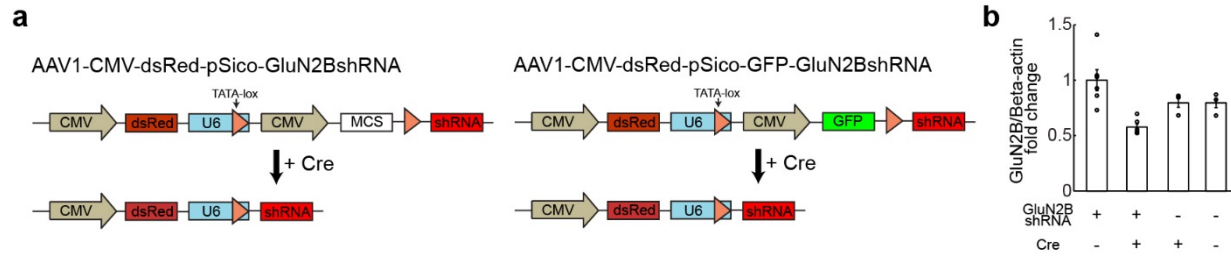 a
AAV1-CMV-dsRed-pSico-GluN2BshRNA
TATA-lox
CMV dsRed U6 CMV MCS shRNA
+ Cre
CMV dsRed U6 shRNA
AAV1-CMV-dsRed-pSico-GFP-GluN2BshRNA
TATA-lox
CMV dsRed U6 CMV GFP shRNA
+ Cre
CMV dsRed U6 shRNA
b
GluN2B/Beta-actin
fold change
1.5
1
0.5
0
GluN2B
shRNA + + - -
Cre - + + -